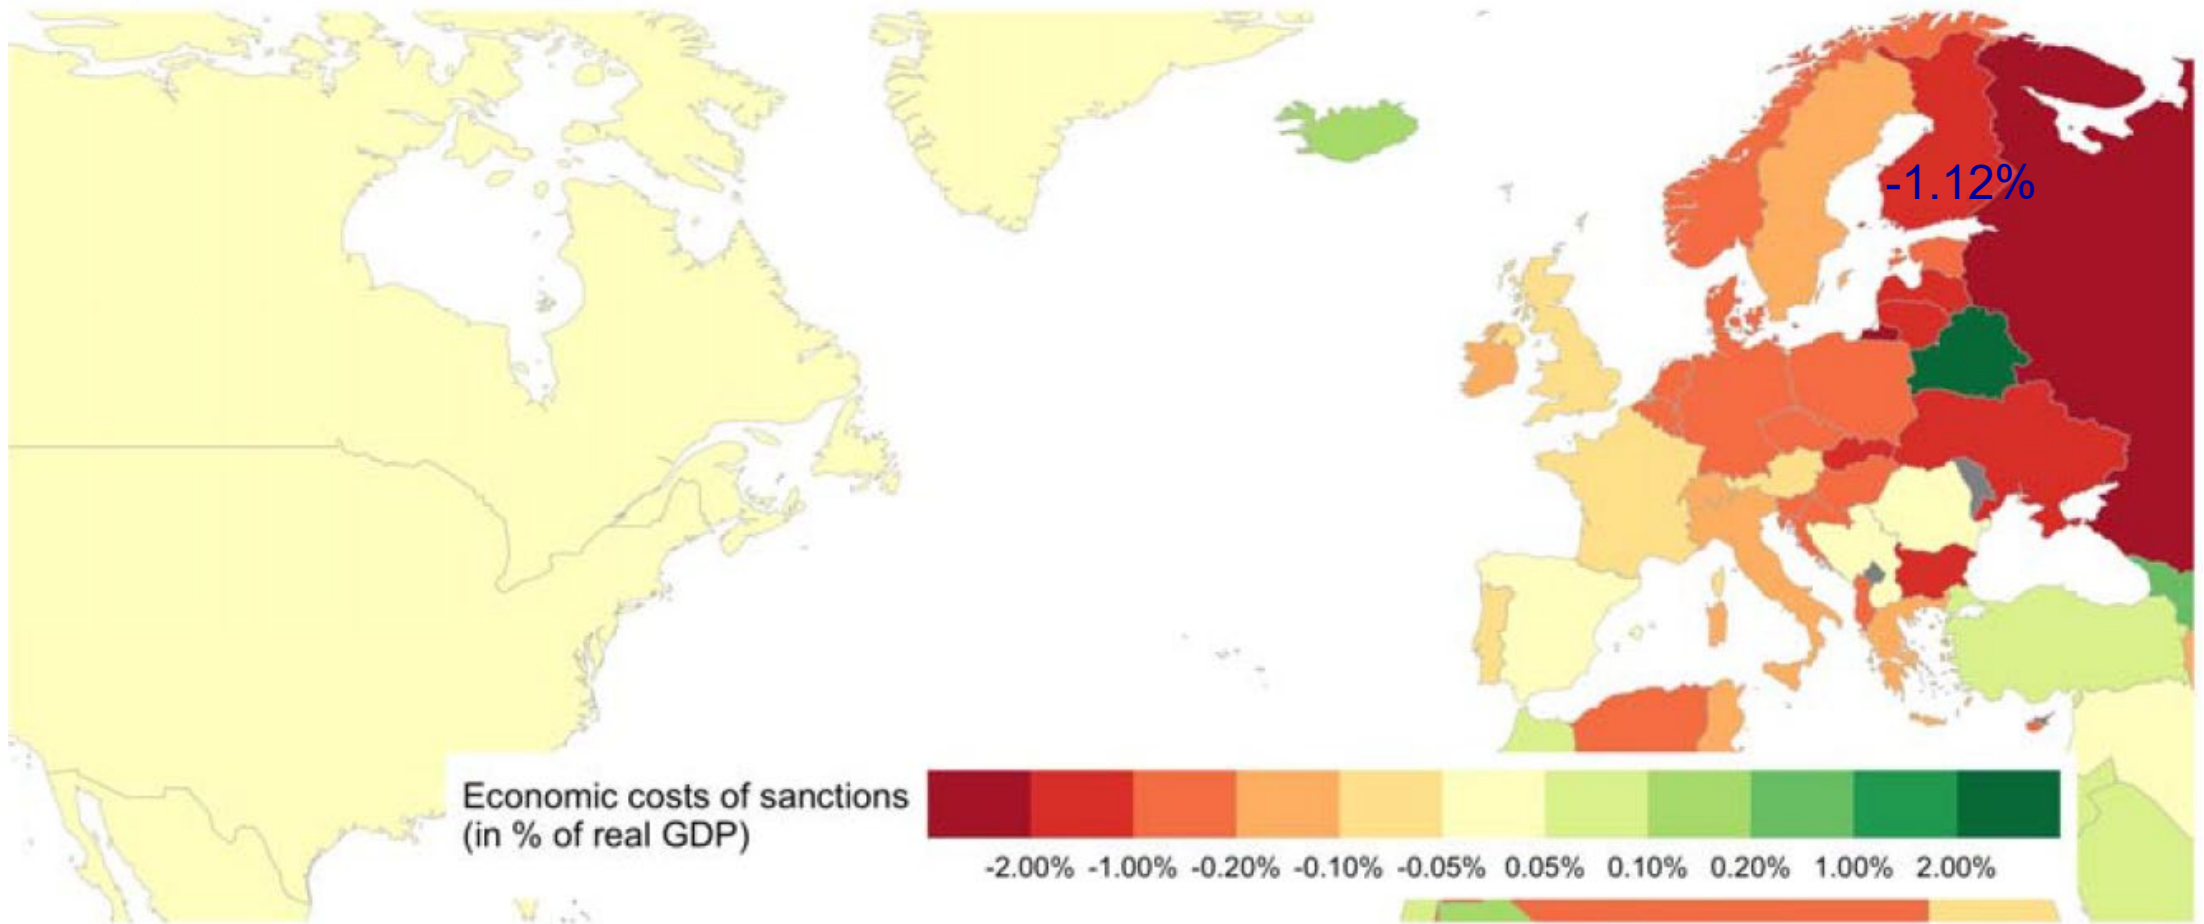 -1.12%
Economic costs of sanctions
(in % of real GDP)
-2.00% -1.00% -0.20% -0.10% -0.05% 0.05% 0.10% 0.20% 1.00% 2.00%